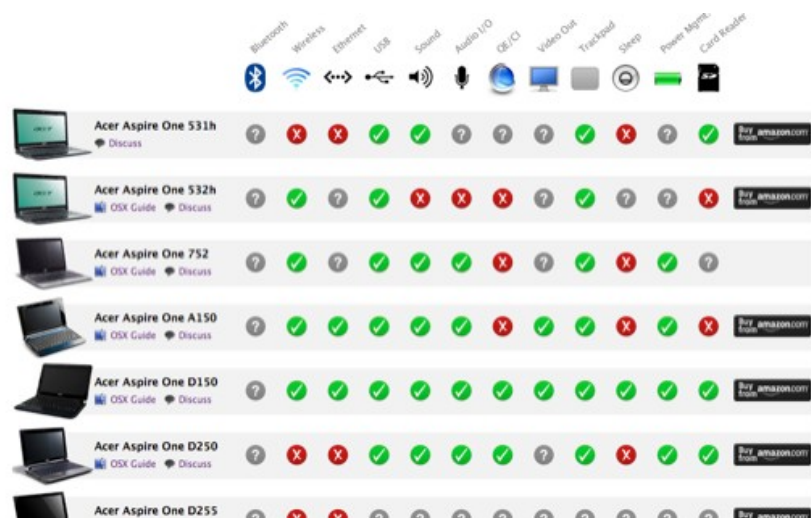 Bluetooth Wireless Ethernet USB Sound Audio I/O QE/CI Video Out Trackpad Sleep Power Mgmt. Card Reader
Acer Aspire One 531h
Discuss
Buy from amazon.com
Acer Aspire One 532h
OSX Guide Discuss
Buy from amazon.com
Acer Aspire One 752
OSX Guide Discuss
Acer Aspire One A150
OSX Guide Discuss
Buy from amazon.com
Acer Aspire One D150
OSX Guide Discuss
Buy from amazon.com
Acer Aspire One D250
OSX Guide Discuss
Buy from amazon.com
Acer Aspire One D255
Buy from amazon.com